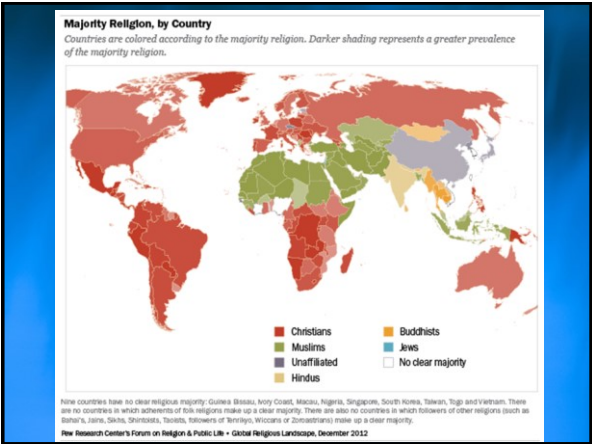 Majority Religion, by Country
Countries are colored according to the majority religion. Darker shading represents a greater prevalence
of the majority religion.
Christians
Muslims
Unaffiliated
Hindus
Buddhists
Jews
No clear majority
Nine countries have no clear religious majority: Guinea Bissau, Ivory Coast, Macau, Nigeria, Singapore, South Korea, Taiwan, Togo and Vietnam. There
are no countries in which adherents of folk religions make up a clear majority. There are also no countries in which followers of other religions (such as
Bahai's, Jains, Sikhs, Shintoists, Taoists, followers of Tenrikyo, Wiccans or Zoroastrians) make up a clear majority.
Pew Research Center's Forum on Religion & Public Life • Global Religious Landscape, December 2012